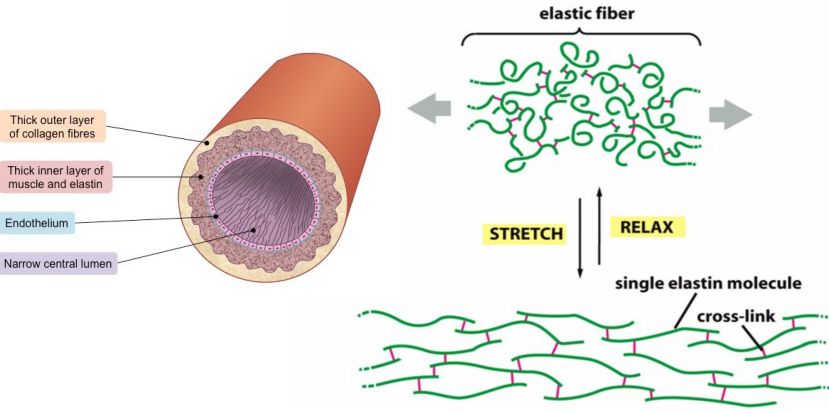 Thick outer layer
of collagen fibres
Thick inner layer of
muscle and elastin
Endothelium
Narrow central lumen
elastic fiber
STRETCH
RELAX
single elastin molecule
cross-link